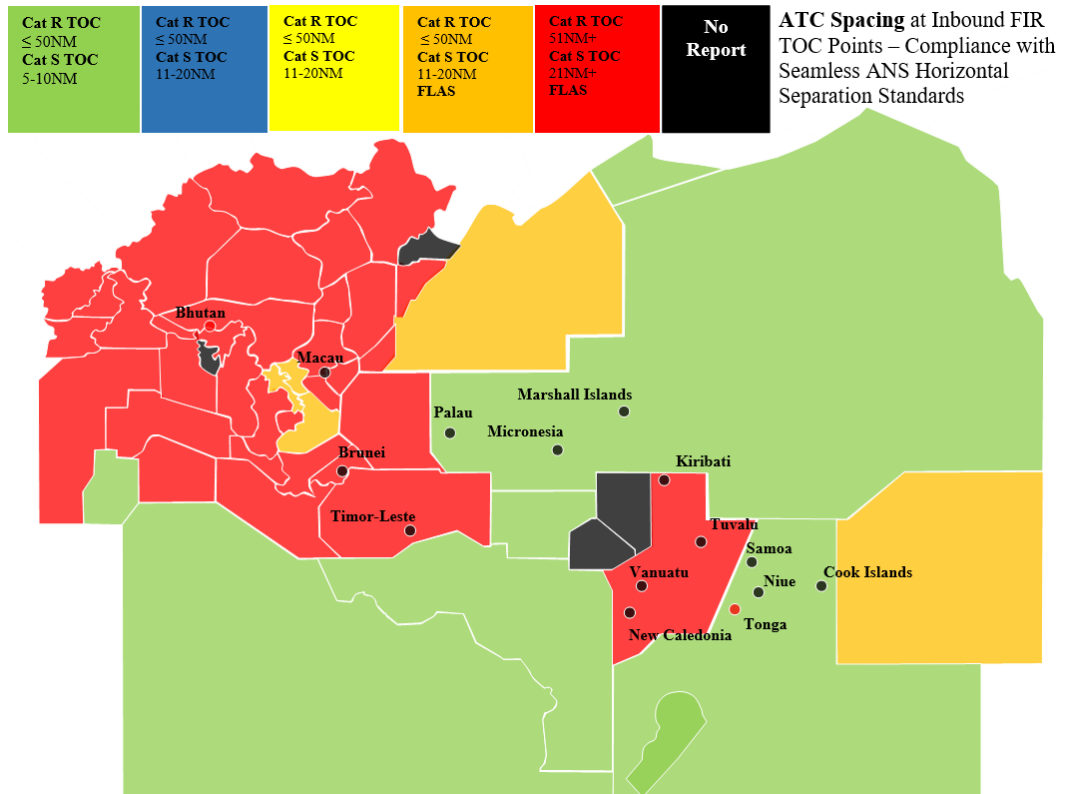 Cat R TOC
≤ 50NM
Cat S TOC
5-10NM
Cat R TOC
≤ 50NM
Cat S TOC
11-20NM
Cat R TOC
≤ 50NM
Cat S TOC
11-20NM
Cat R TOC
≤ 50NM
Cat S TOC
11-20NM
FLAS
Cat R TOC
51NM+
Cat S TOC
21NM+
FLAS
No
Report
ATC Spacing at Inbound FIR
TOC Points – Compliance with
Seamless ANS Horizontal
Separation Standards
Bhutan
Macau
Marshall Islands
Palau
Micronesia
Brunei
Kiribati
Timor-Leste
Tuvalu
Samoa
Vanuatu
Niue
Cook Islands
New Caledonia
Tonga